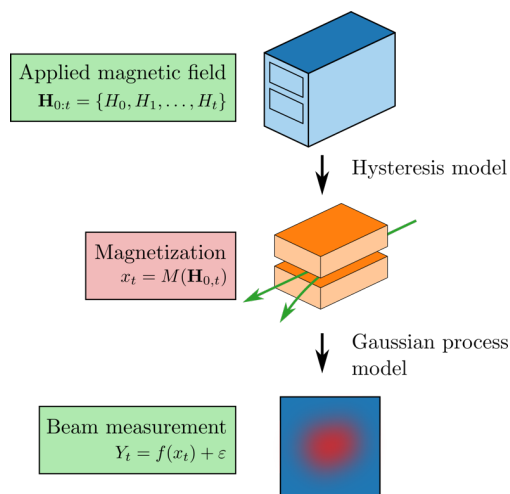 Applied magnetic field
𝐇₀:ₜ = {H₀, H₁, . . . , Hₜ}
Hysteresis model
Magnetization
xₜ = M(𝐇₀,ₜ)
Gaussian process
model
Beam measurement
Yₜ = f(xₜ) + ε